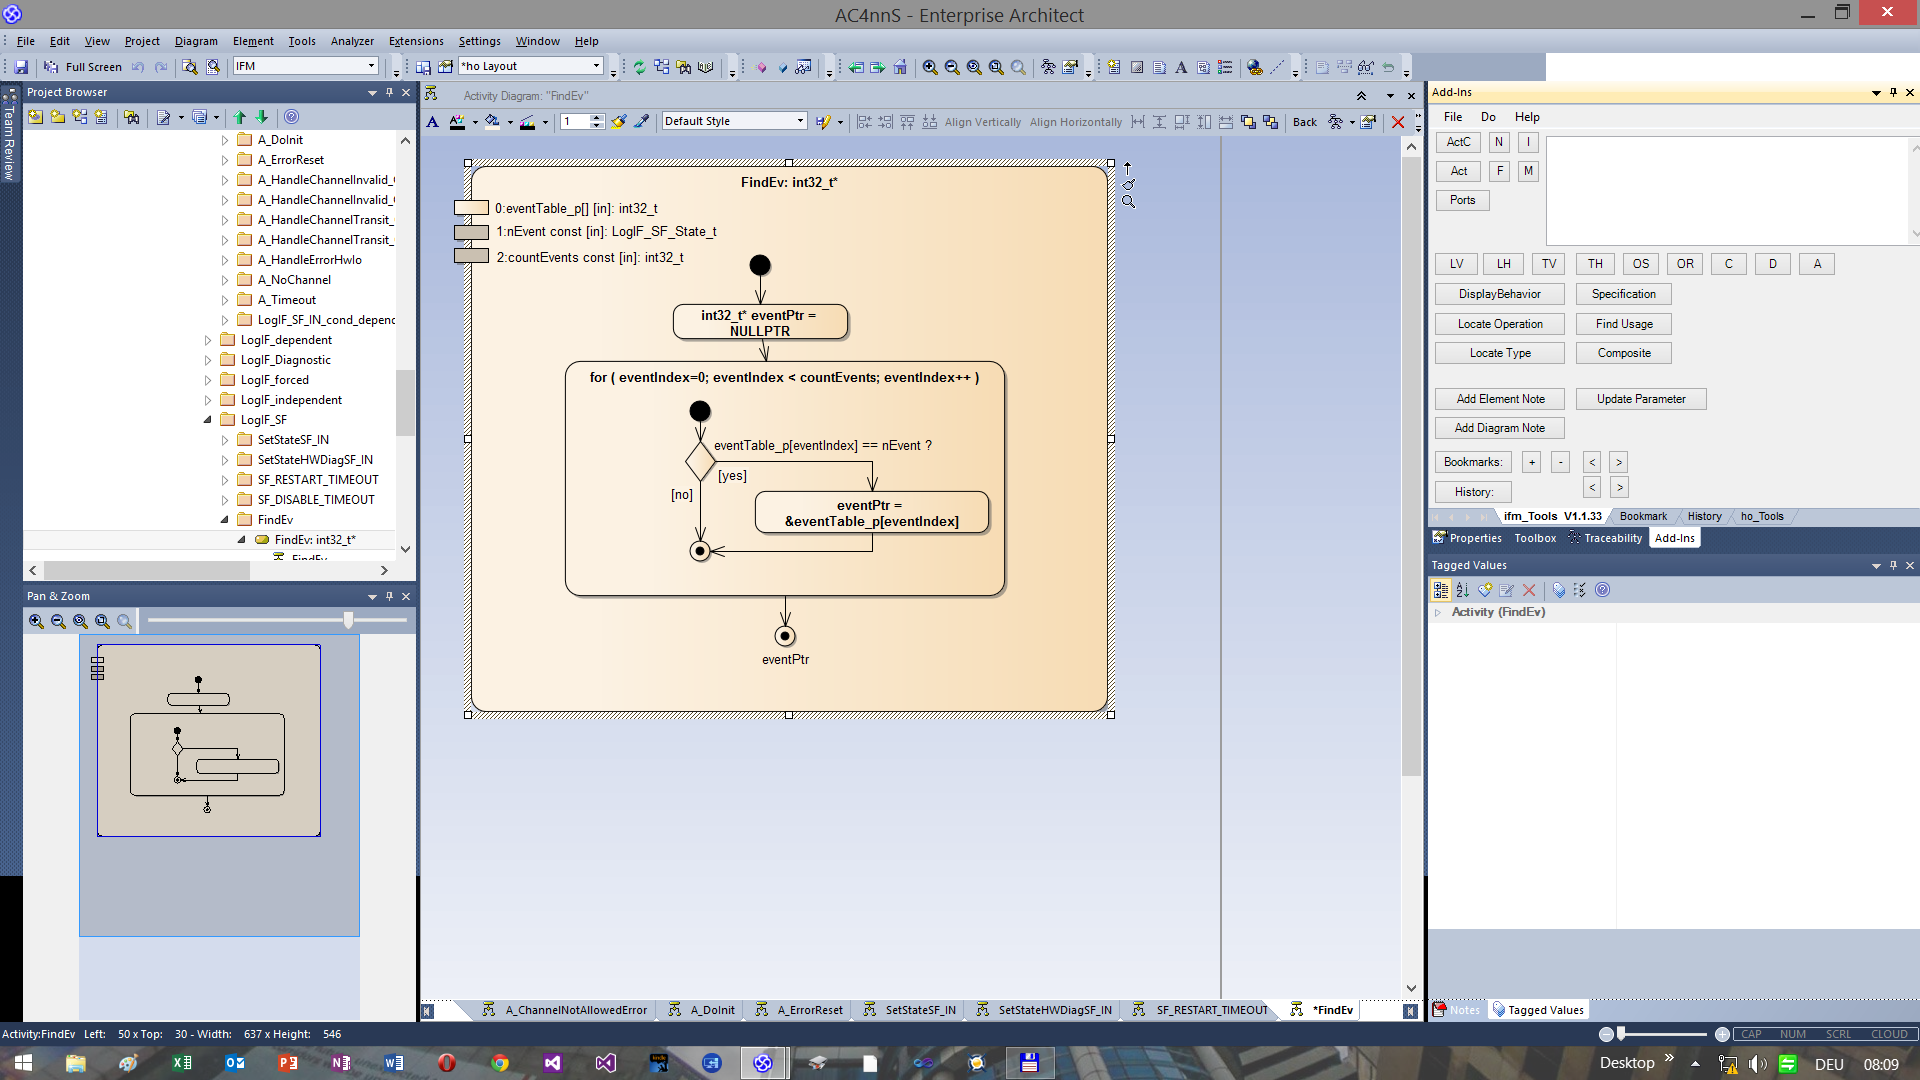 AC4nnS - Enterprise Architect
File Edit View Project Diagram Element Tools Analyzer Extensions Settings Window Help
Full Screen IFM *ho Layout
Team Review
Project Browser
A_DoInit
A_ErrorReset
A_HandleChannelInvalid_
A_HandleChannelInvalid_
A_HandleChannelTransit_
A_HandleChannelTransit_
A_HandleErrorHwIo
A_NoChannel
A_Timeout
LogIF_SF_IN_cond_depend
LogIF_dependent
LogIF_Diagnostic
LogIF_forced
LogIF_independent
LogIF_SF
SetStateSF_IN
SetStateHWDiagSF_IN
SF_RESTART_TIMEOUT
SF_DISABLE_TIMEOUT
FindEv
FindEv: int32_t*
FindEv
Pan & Zoom
Activity Diagram: "FindEv"
1 Default Style Align Vertically Align Horizontally Back
FindEv: int32_t*
0:eventTable_p[] [in]: int32_t
1:nEvent const [in]: LogIF_SF_State_t
2:countEvents const [in]: int32_t
int32_t* eventPtr =
NULLPTR
for ( eventIndex=0; eventIndex < countEvents; eventIndex++ )
eventTable_p[eventIndex] == nEvent ?
[yes]
[no]
eventPtr =
&eventTable_p[eventIndex]
eventPtr
A_ChannelNotAllowedError A_DoInit A_ErrorReset SetStateSF_IN SetStateHWDiagSF_IN SF_RESTART_TIMEOUT *FindEv
Add-Ins
File Do Help
ActC N I
Act F M
Ports
LV LH TV TH OS OR C D A
DisplayBehavior Specification
Locate Operation Find Usage
Locate Type Composite
Add Element Note Update Parameter
Add Diagram Note
Bookmarks: + - < >
History: < >
ifm_Tools V1.1.33 Bookmark History ho_Tools
Properties Toolbox Traceability Add-Ins
Tagged Values
Activity (FindEv)
Notes Tagged Values
Activity:FindEv Left: 50 x Top: 30 - Width: 637 x Height: 546
CAP NUM SCRL CLOUD
Desktop DEU 08:09